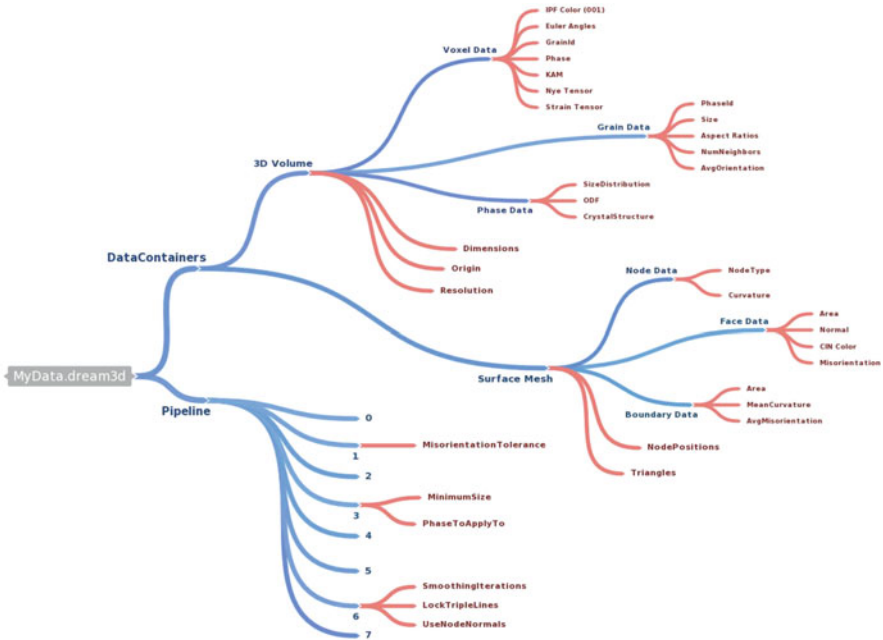 MyData.dream3d
DataContainers
3D Volume
Voxel Data
IPF Color (001)
Euler Angles
GrainId
Phase
KAM
Nye Tensor
Strain Tensor
Grain Data
PhaseId
Size
Aspect Ratios
NumNeighbors
AvgOrientation
Phase Data
SizeDistribution
ODF
CrystalStructure
Dimensions
Origin
Resolution
Surface Mesh
Node Data
NodeType
Curvature
Face Data
Area
Normal
CIN Color
Misorientation
Boundary Data
Area
MeanCurvature
AvgMisorientation
NodePositions
Triangles
Pipeline
0
1
MisorientationTolerance
2
3
MinimumSize
PhaseToApplyTo
4
5
6
SmoothingIterations
LockTripleLines
UseNodeNormals
7